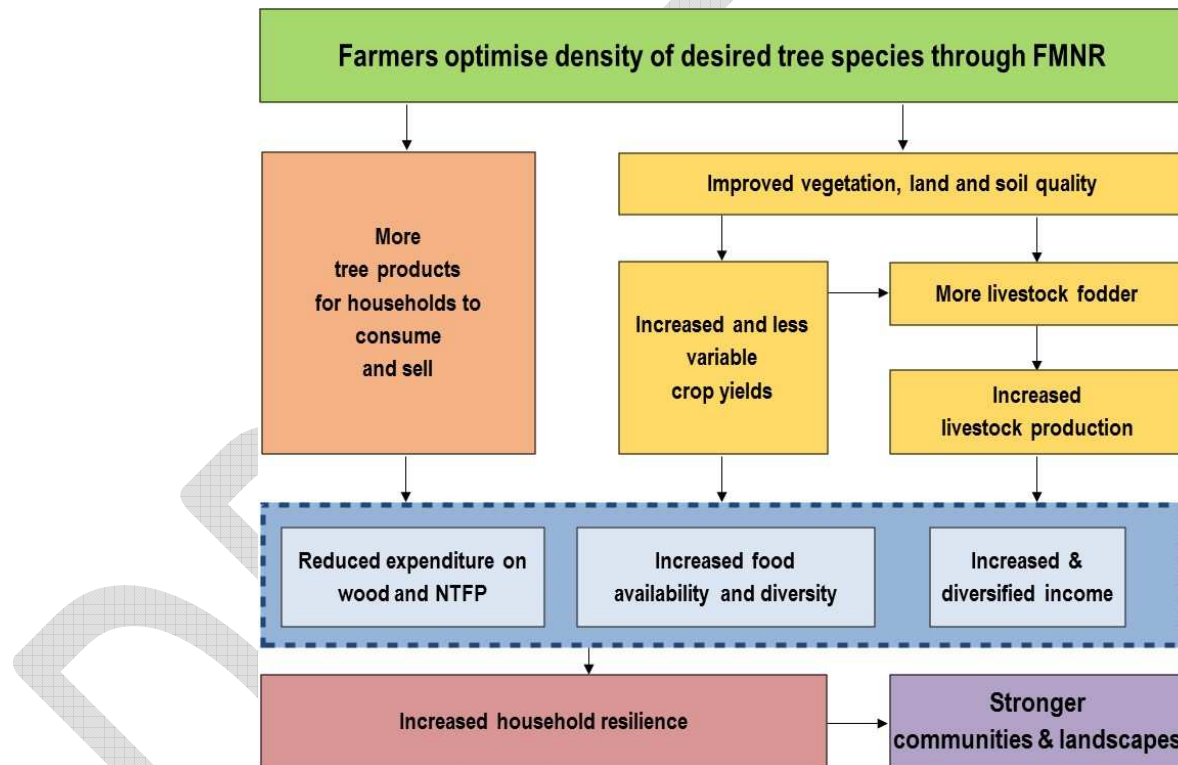 Farmers optimise density of desired tree species through FMNR
More
tree products
for households to
consume
and sell
Improved vegetation, land and soil quality
Increased and less
variable
crop yields
More livestock fodder
Increased
livestock production
Reduced expenditure on
wood and NTFP
Increased food
availability and diversity
Increased &
diversified income
Increased household resilience
Stronger
communities & landscapes